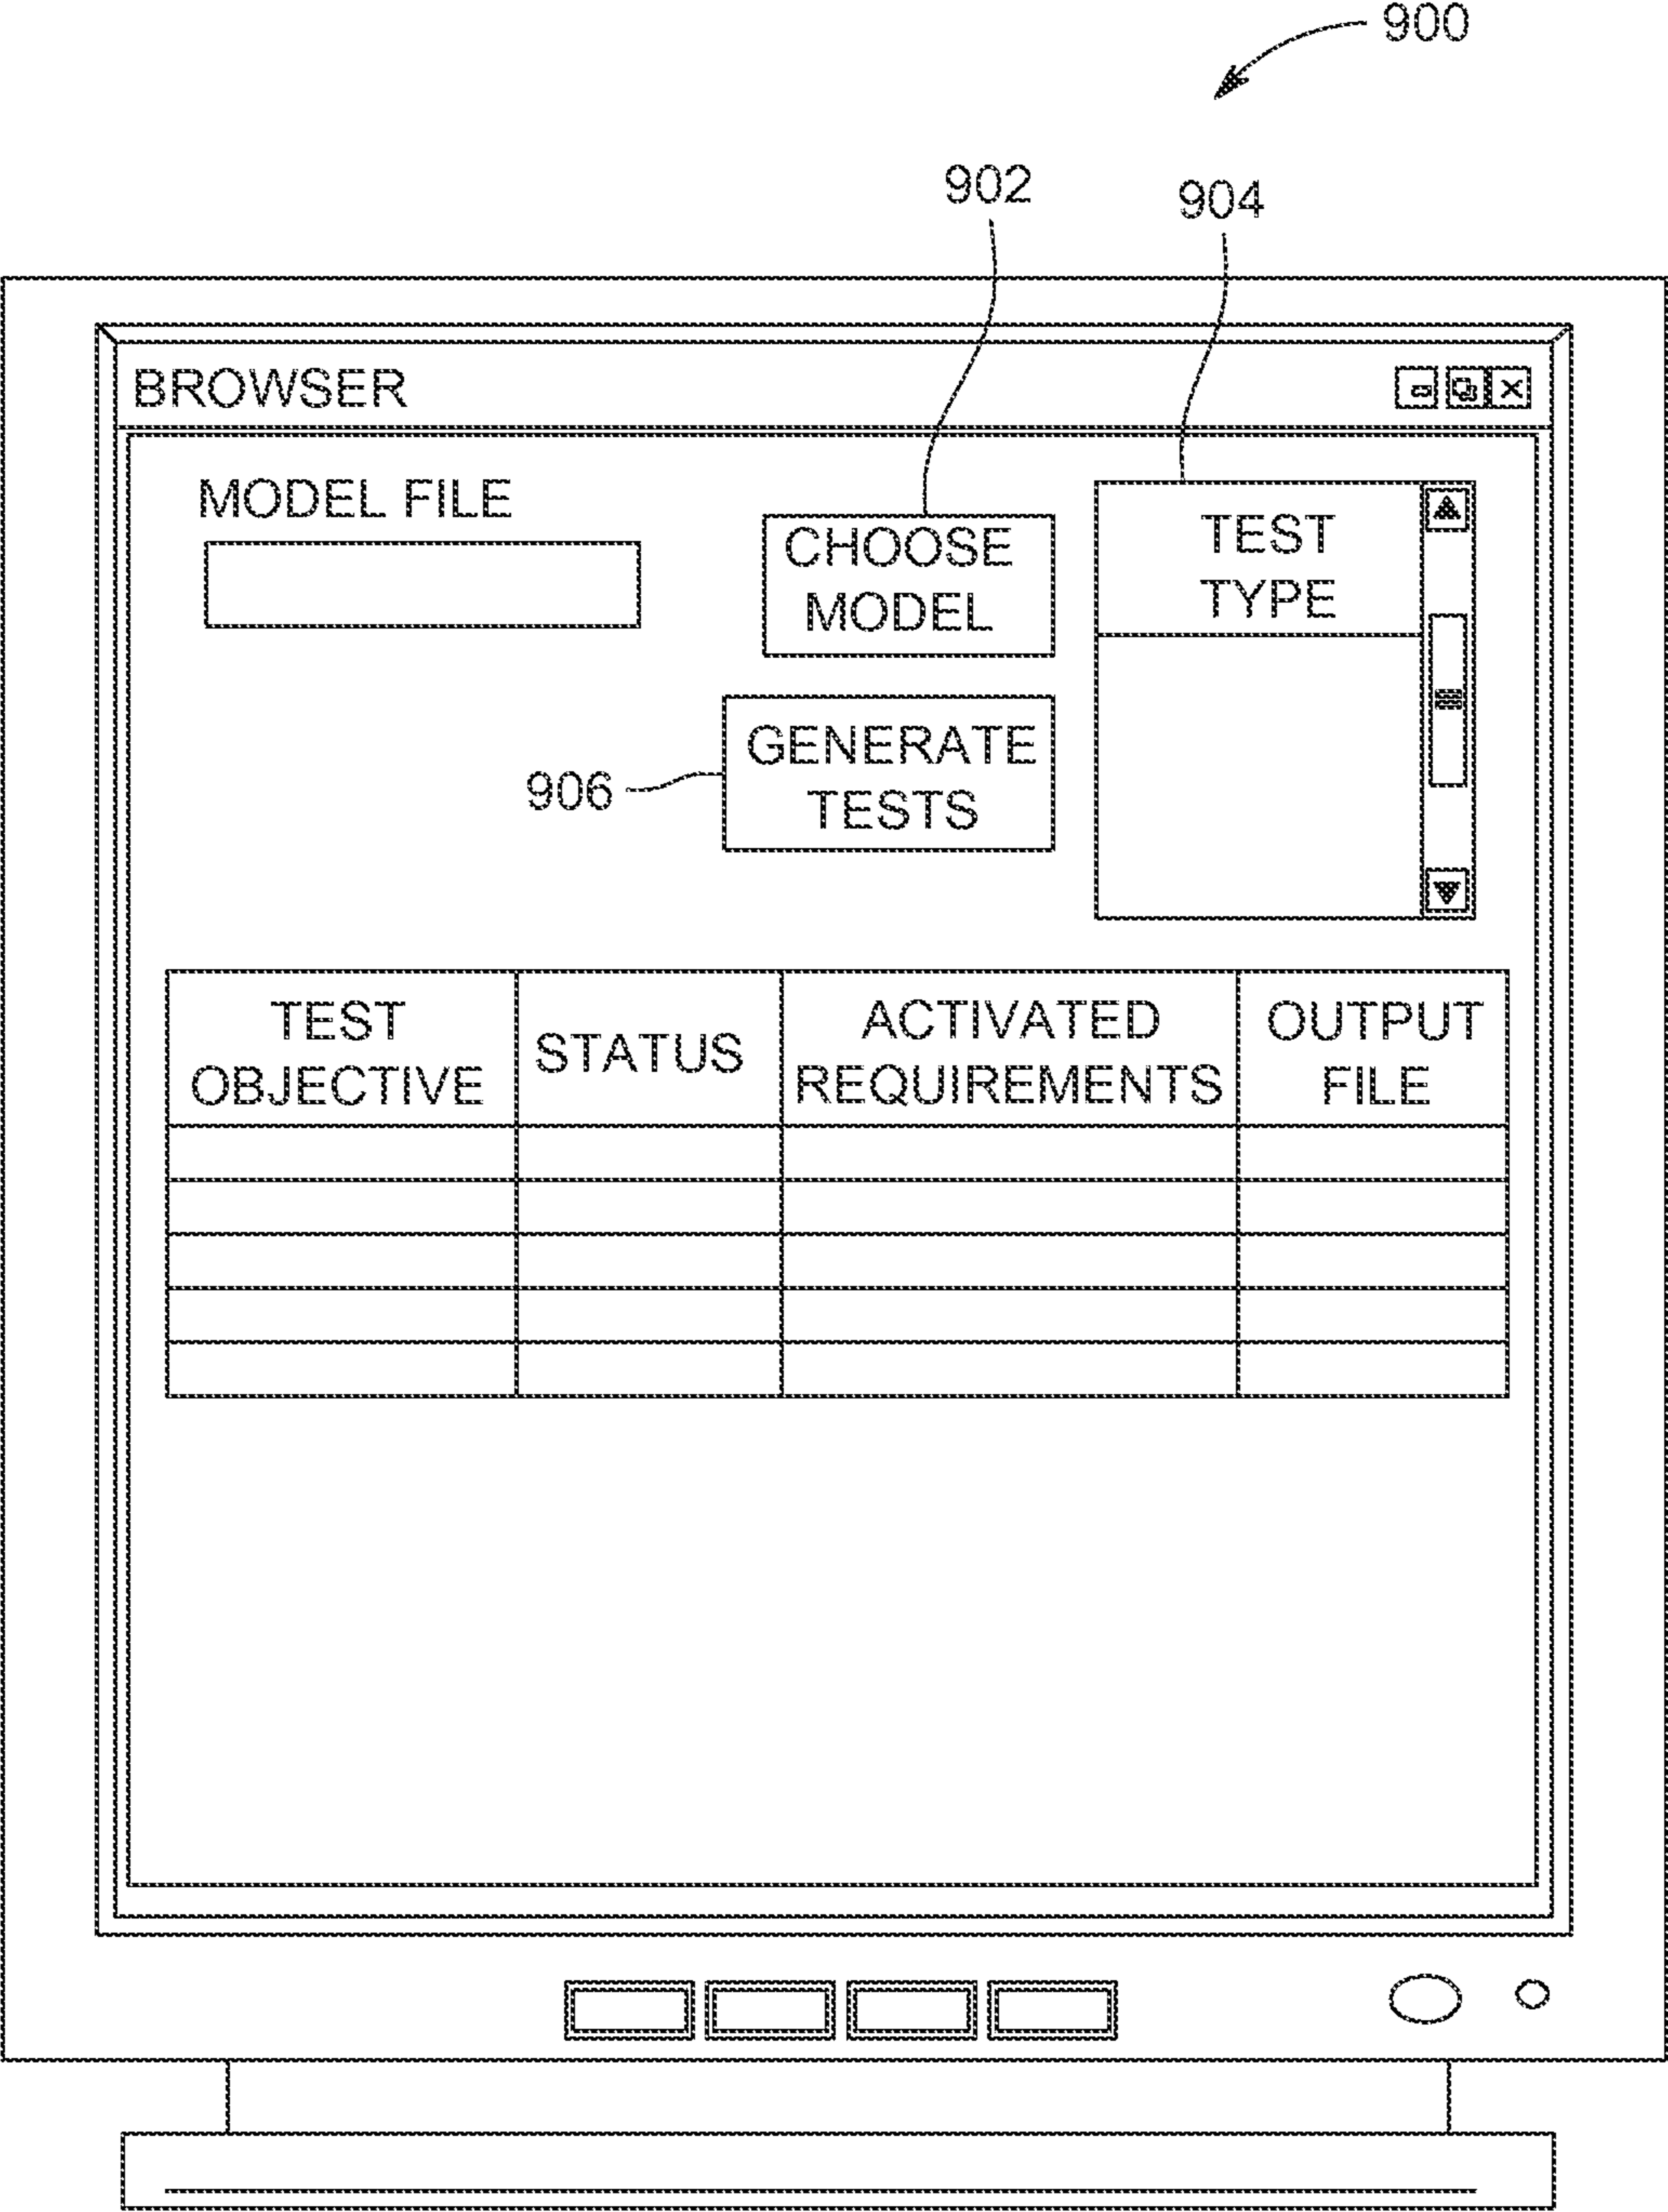 900
902
904
BROWSER
MODEL FILE
CHOOSE
MODEL
TEST
TYPE
GENERATE
TESTS
906
TEST
OBJECTIVE
STATUS
ACTIVATED
REQUIREMENTS
OUTPUT
FILE